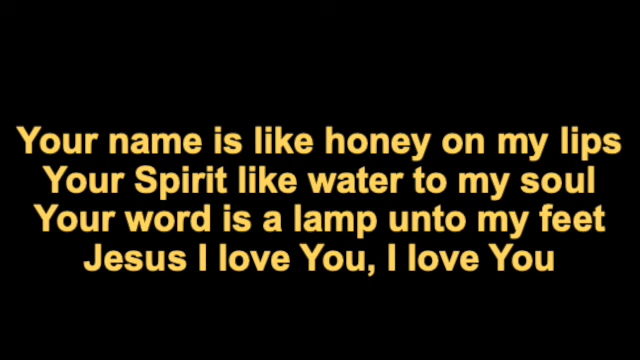 Your name is like honey on my lips
Your Spirit like water to my soul
Your word is a lamp unto my feet
Jesus I love You, I love You